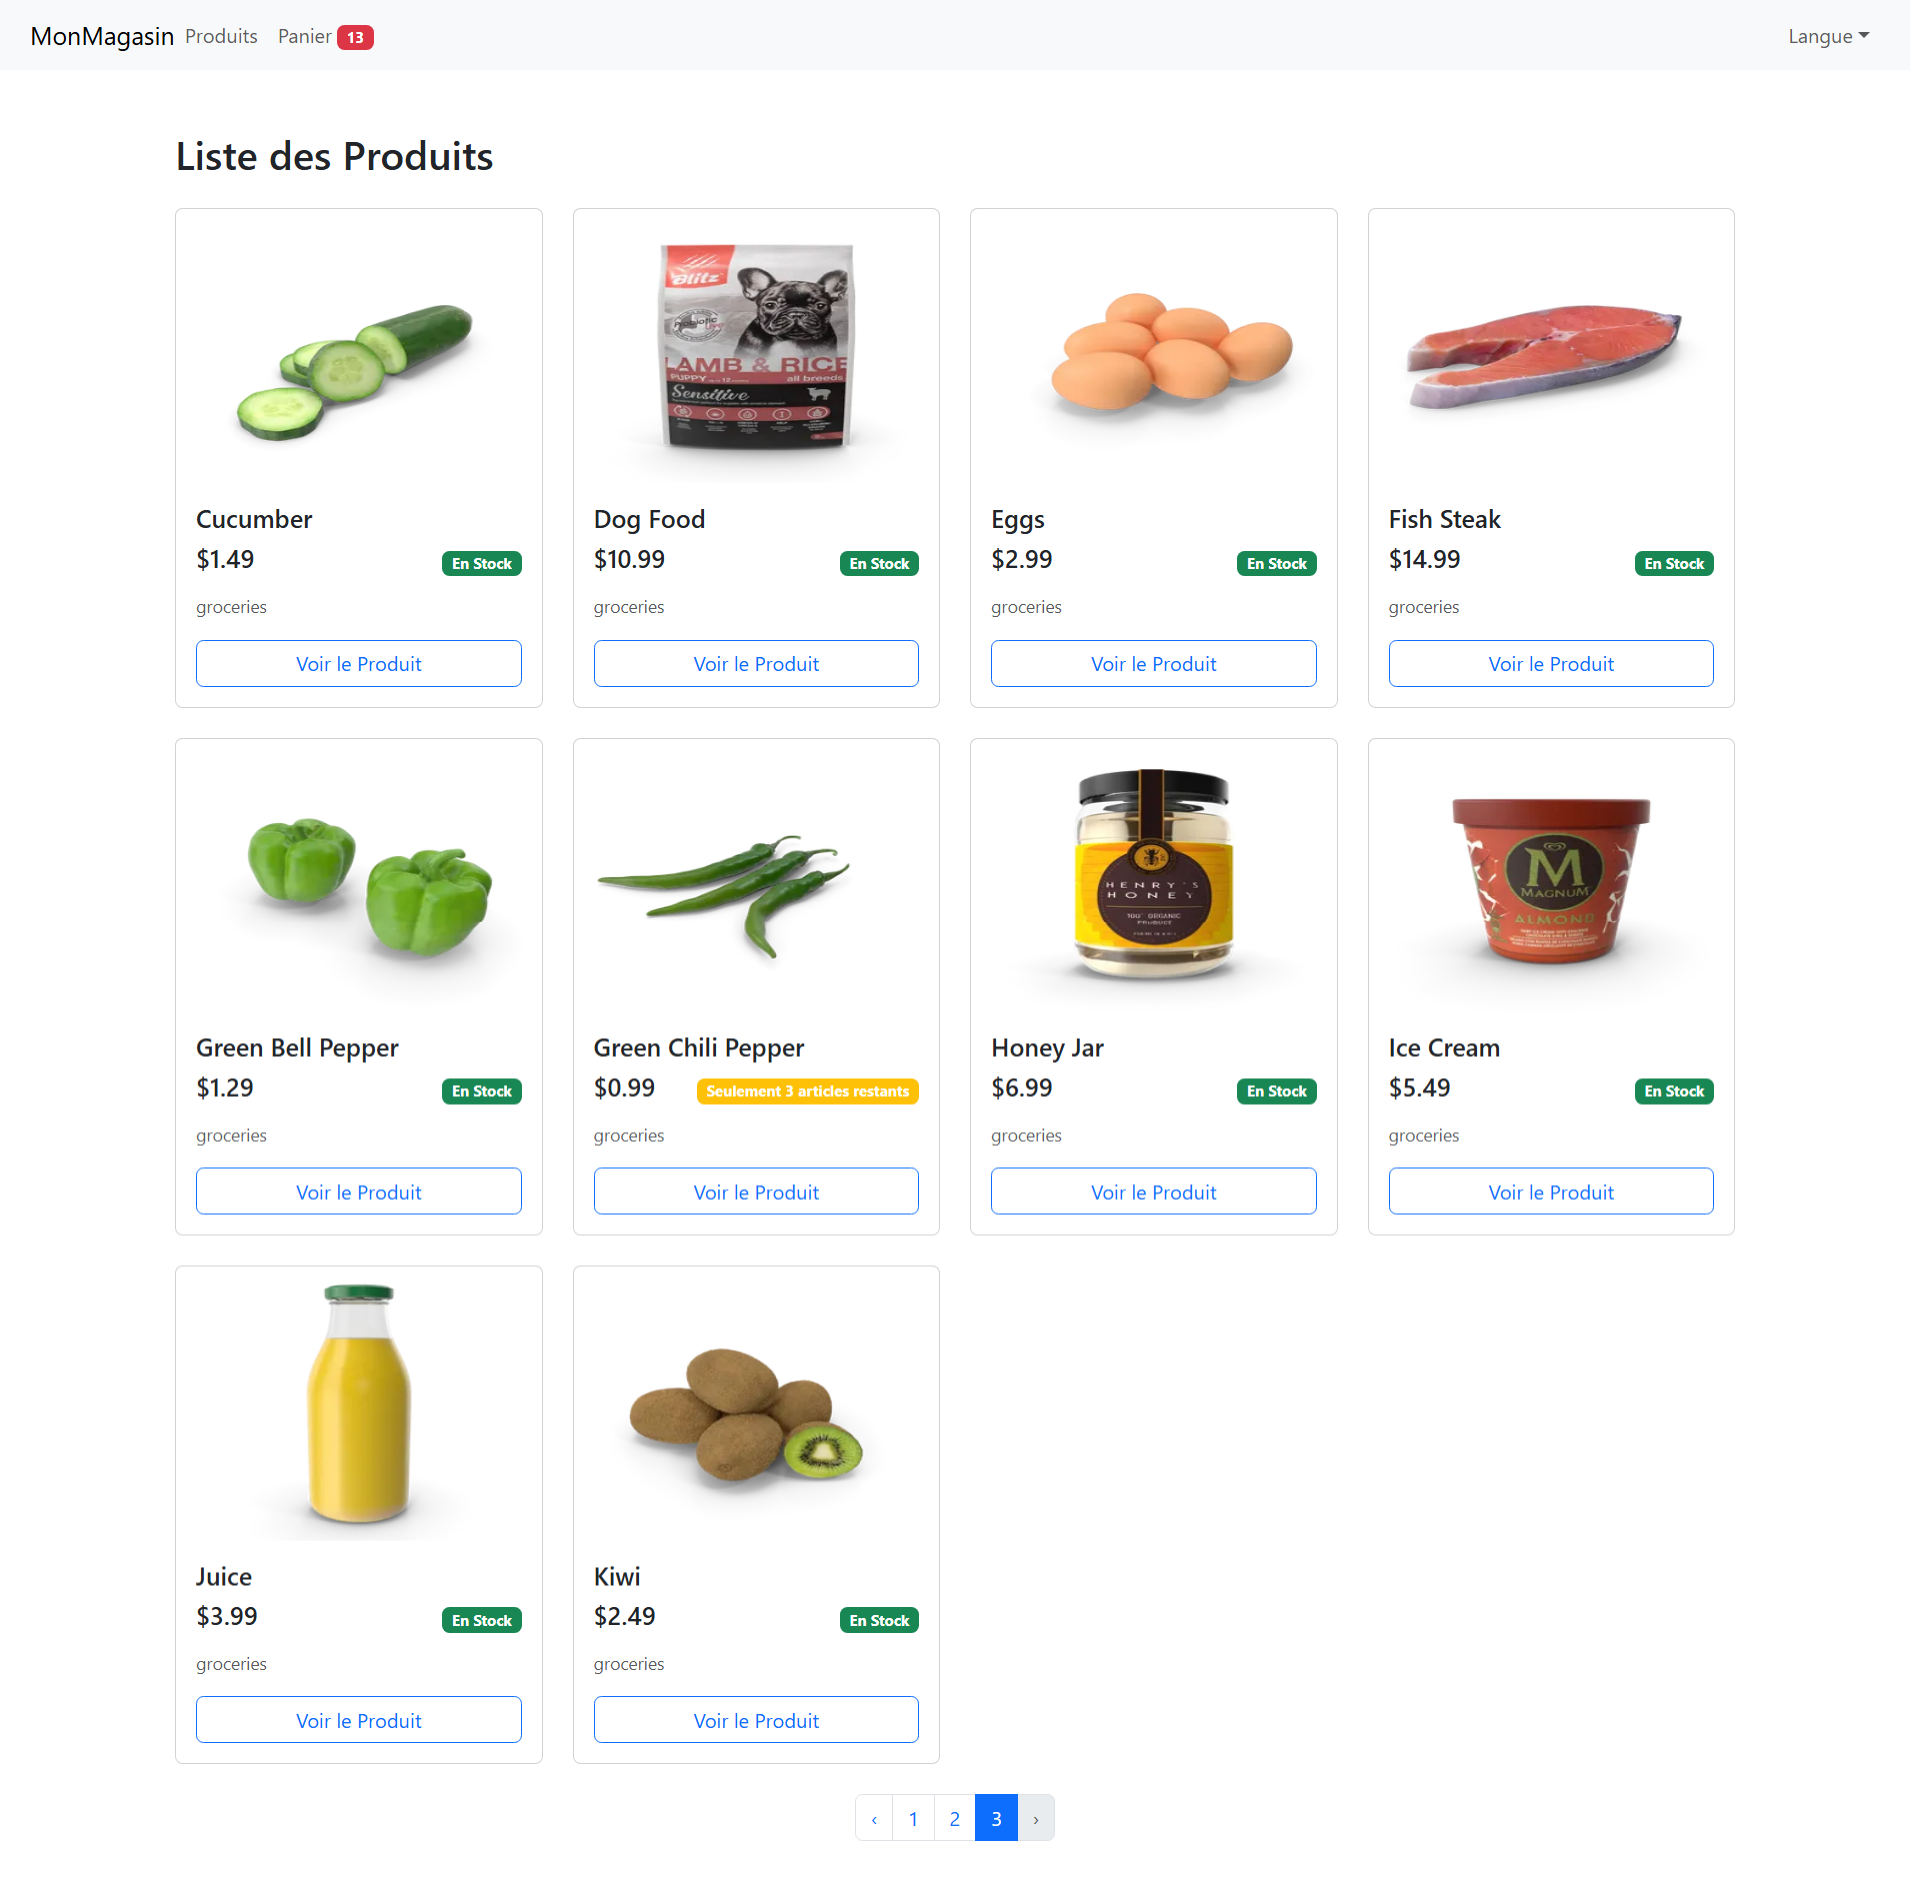 MonMagasin Produits Panier 13 Langue
Liste des Produits
Blitz
Probiotic
LAMB & RICE
PUPPY
all breeds
Sensitive
Cucumber
$1.49 En Stock
groceries
Voir le Produit
Dog Food
$10.99 En Stock
groceries
Voir le Produit
Eggs
$2.99 En Stock
groceries
Voir le Produit
Fish Steak
$14.99 En Stock
groceries
Voir le Produit
Green Bell Pepper
$1.29 En Stock
groceries
Voir le Produit
Green Chili Pepper
$0.99 Seulement 3 articles restants
groceries
Voir le Produit
HENRY'S
HONEY
100% ORGANIC
PRODUCT
Honey Jar
$6.99 En Stock
groceries
Voir le Produit
M
MAGNUM
ALMOND
Ice Cream
$5.49 En Stock
groceries
Voir le Produit
Juice
$3.99 En Stock
groceries
Voir le Produit
Kiwi
$2.49 En Stock
groceries
Voir le Produit
‹ 1 2 3 ›